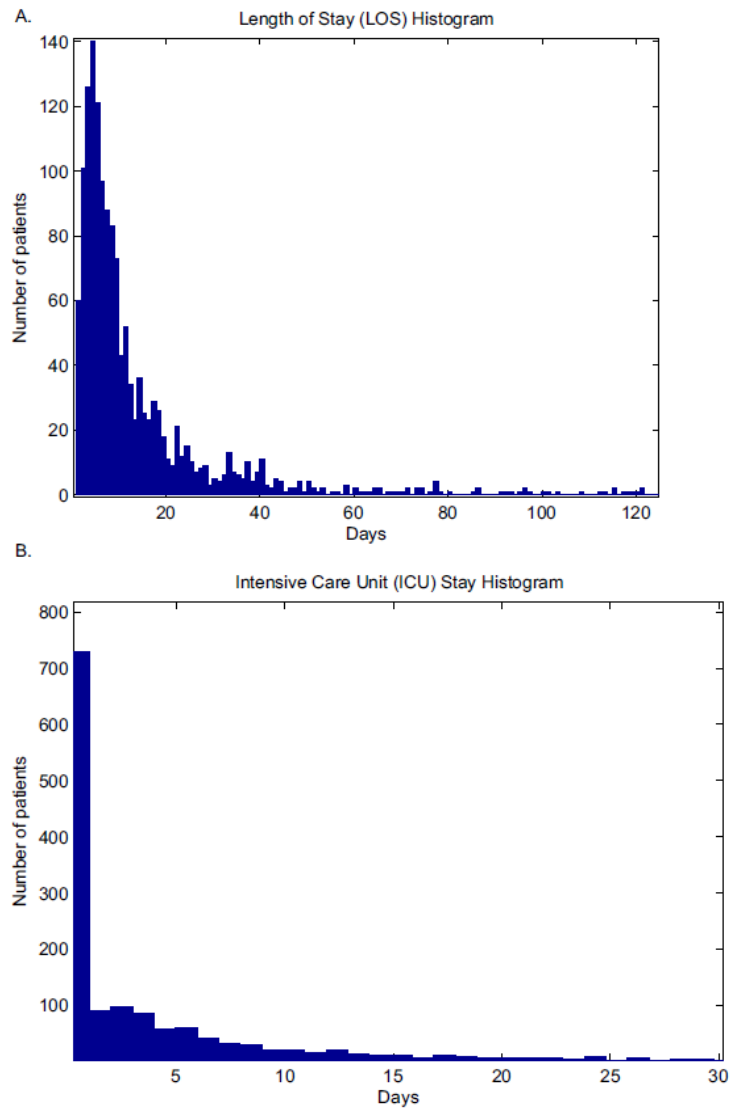 A.
Length of Stay (LOS) Histogram
140
120
100
80
60
40
20
0
Number of patients
20 40 60 80 100 120
Days
B.
Intensive Care Unit (ICU) Stay Histogram
800
700
600
500
400
300
200
100
Number of patients
5 10 15 20 25 30
Days